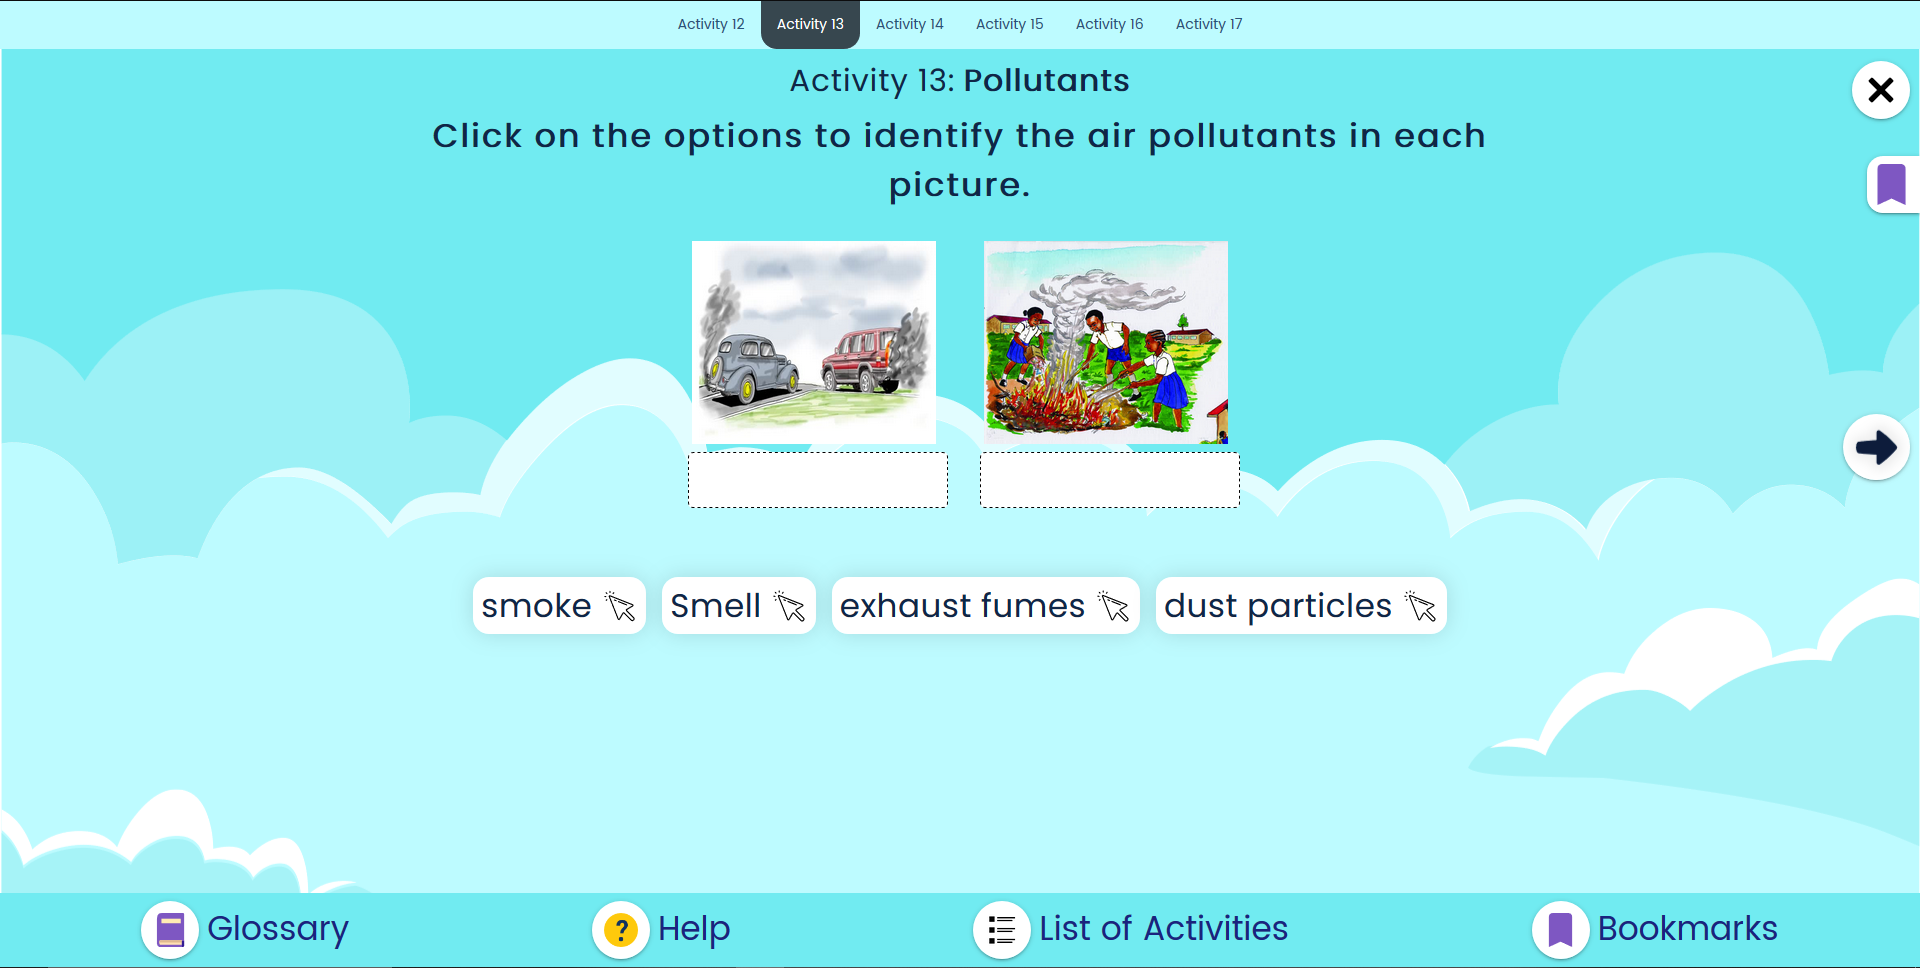 Activity 12 Activity 13 Activity 14 Activity 15 Activity 16 Activity 17
Activity 13: Pollutants
Click on the options to identify the air pollutants in each
picture.
smoke Smell exhaust fumes dust particles
Glossary ? Help List of Activities Bookmarks